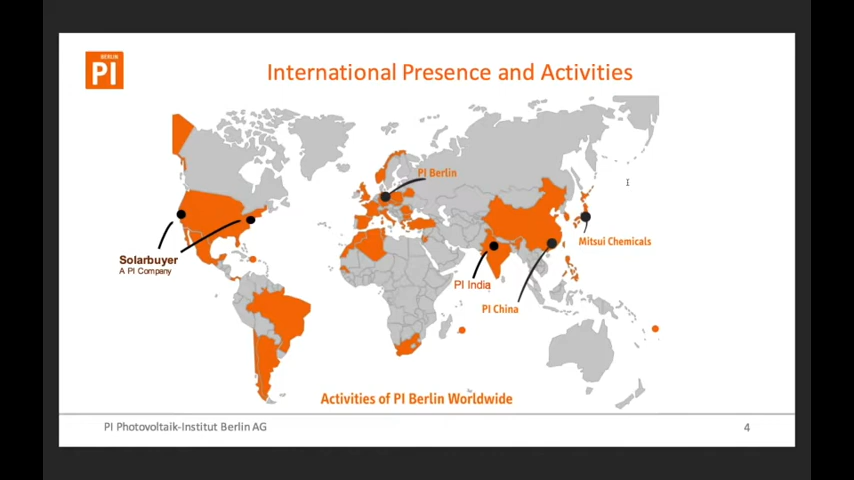 BERLIN
PI
International Presence and Activities
PI Berlin
Mitsui Chemicals
Solarbuyer
A PI Company
PI India
PI China
Activities of PI Berlin Worldwide
PI Photovoltaik-Institut Berlin AG
4